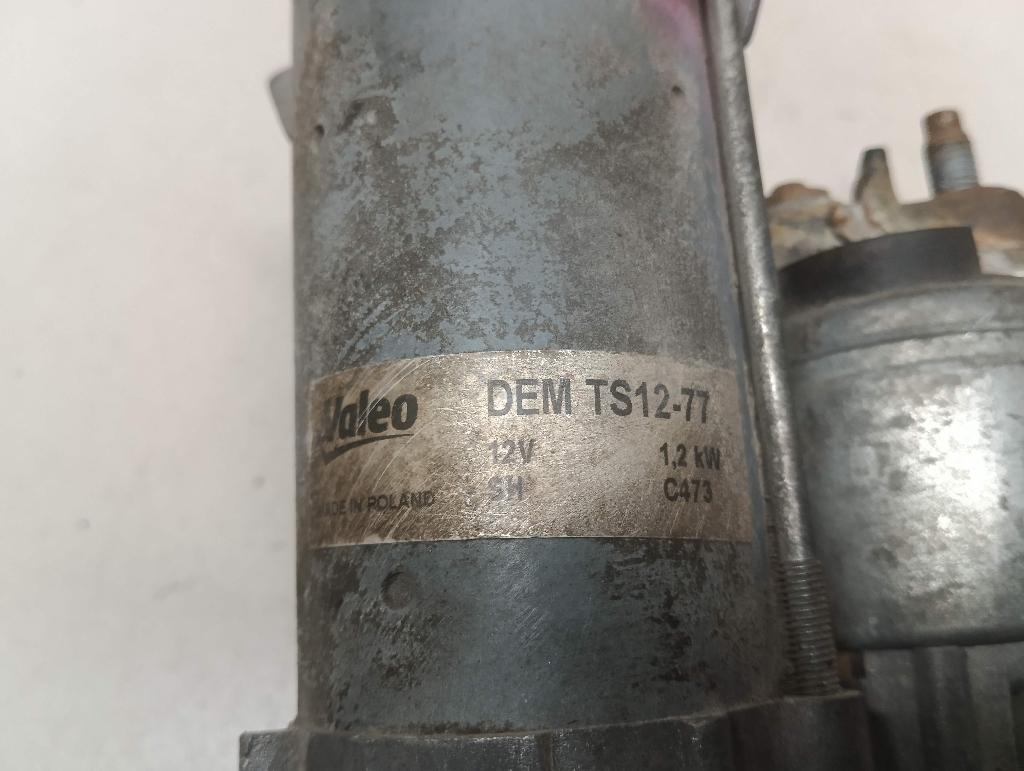 Valeo
DEM TS12-77
12V 1,2 kW
SH C473
MADE IN POLAND